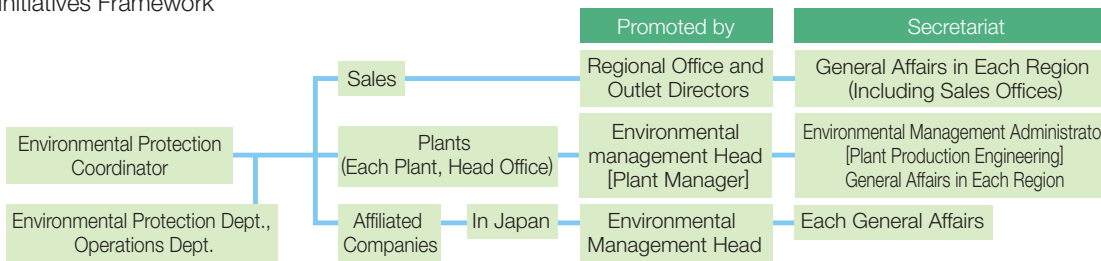 Initiatives Framework
Promoted by
Secretariat
Sales
Regional Office and
Outlet Directors
General Affairs in Each Region
(Including Sales Offices)
Environmental Protection
Coordinator
Plants
(Each Plant, Head Office)
Environmental
management Head
[Plant Manager]
Environmental Management Administrato
[Plant Production Engineering]
General Affairs in Each Region
Environmental Protection Dept.,
Operations Dept.
Affiliated
Companies
In Japan
Environmental
Management Head
Each General Affairs